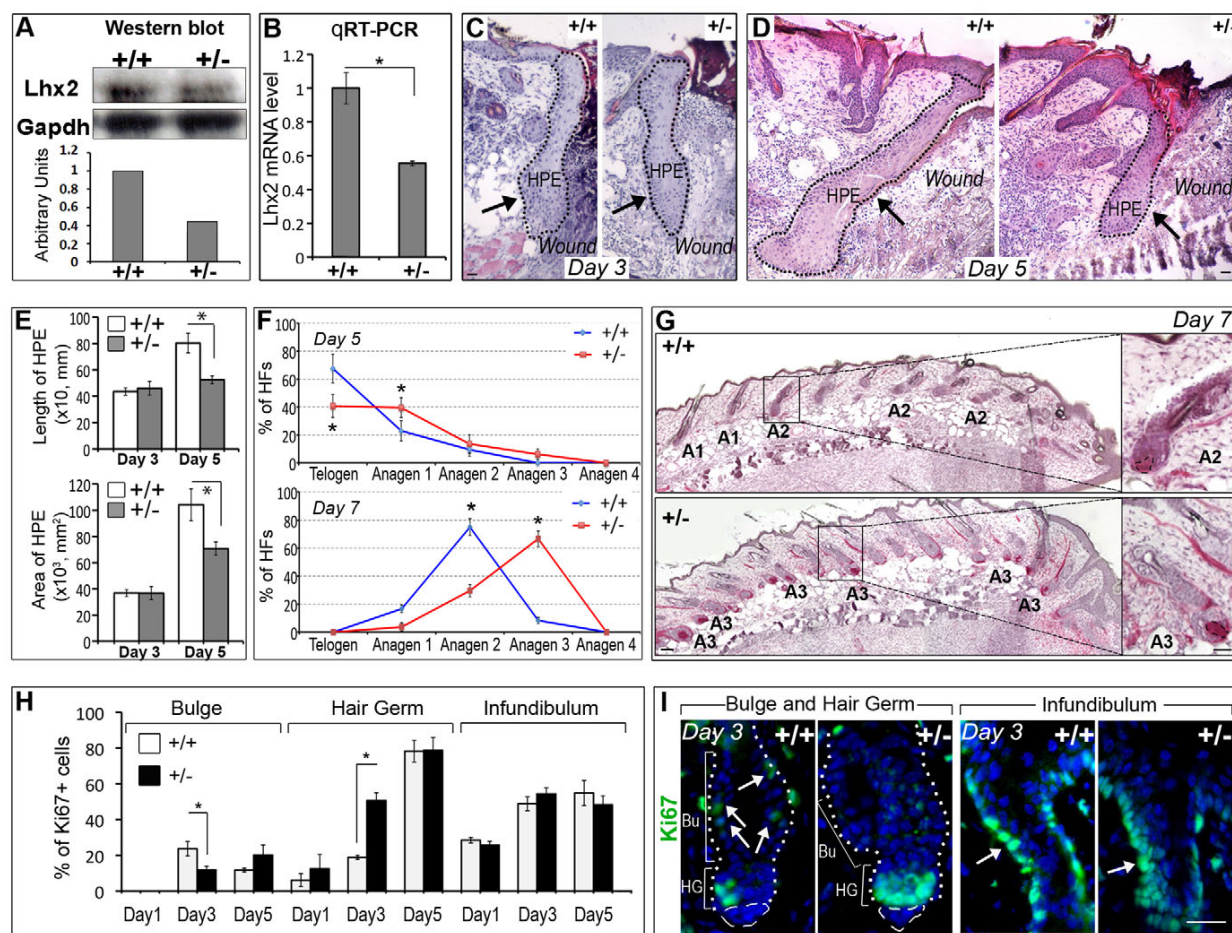 A
Western blot
+/+
+/-
Lhx2
Gapdh
Arbitrary Units
1.2
1
0.8
0.6
0.4
0.2
0
+/+
+/-
B
qRT-PCR
*
Lhx2 mRNA level
1.2
1
0.8
0.6
0.4
0.2
0
+/+
+/-
C
+/+
+/-
HPE
HPE
Wound
Wound
Day 3
D
+/+
+/-
HPE
Wound
HPE
Wound
Day 5
E
+/+
+/-
*
Length of HPE
(x10, mm)
100
80
60
40
20
0
Day 3
Day 5
+/+
+/-
*
Area of HPE
(x10³, mm²)
120
100
80
60
40
20
0
Day 3
Day 5
F
Day 5
+/+
+/-
% of HFs
100
80
60
40
20
0
*
*
Telogen
Anagen 1
Anagen 2
Anagen 3
Anagen 4
Day 7
+/+
+/-
% of HFs
100
80
60
40
20
0
*
*
Telogen
Anagen 1
Anagen 2
Anagen 3
Anagen 4
G
Day 7
+/+
A1
A1
A2
A2
A2
A2
+/-
A3
A3
A3
A3
A3
A3
A3
H
Bulge
Hair Germ
Infundibulum
+/+
+/-
*
*
% of Ki67+ cells
100
80
60
40
20
0
Day1
Day3
Day5
Day1
Day3
Day5
Day1
Day3
Day5
I
Bulge and Hair Germ
Infundibulum
Day 3
+/+
+/-
Day 3
+/+
+/-
Ki67
Bu
HG
Bu
HG